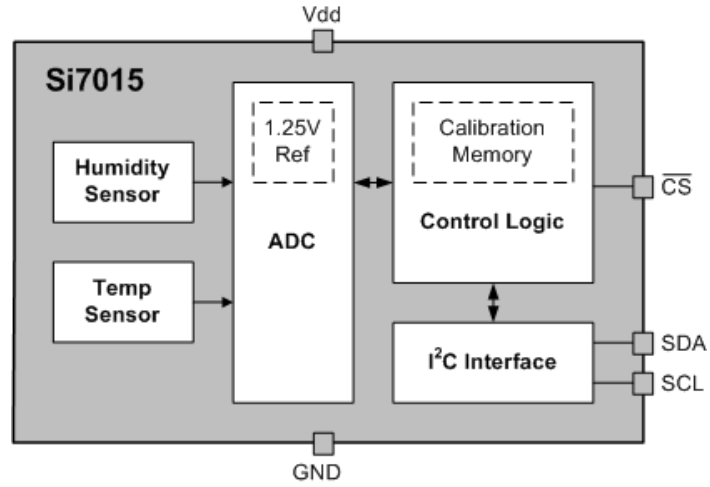 Vdd
Si7015
1.25V
Ref
Calibration
Memory
Humidity
Sensor
CS
Control Logic
ADC
Temp
Sensor
SDA
I²C Interface
SCL
GND